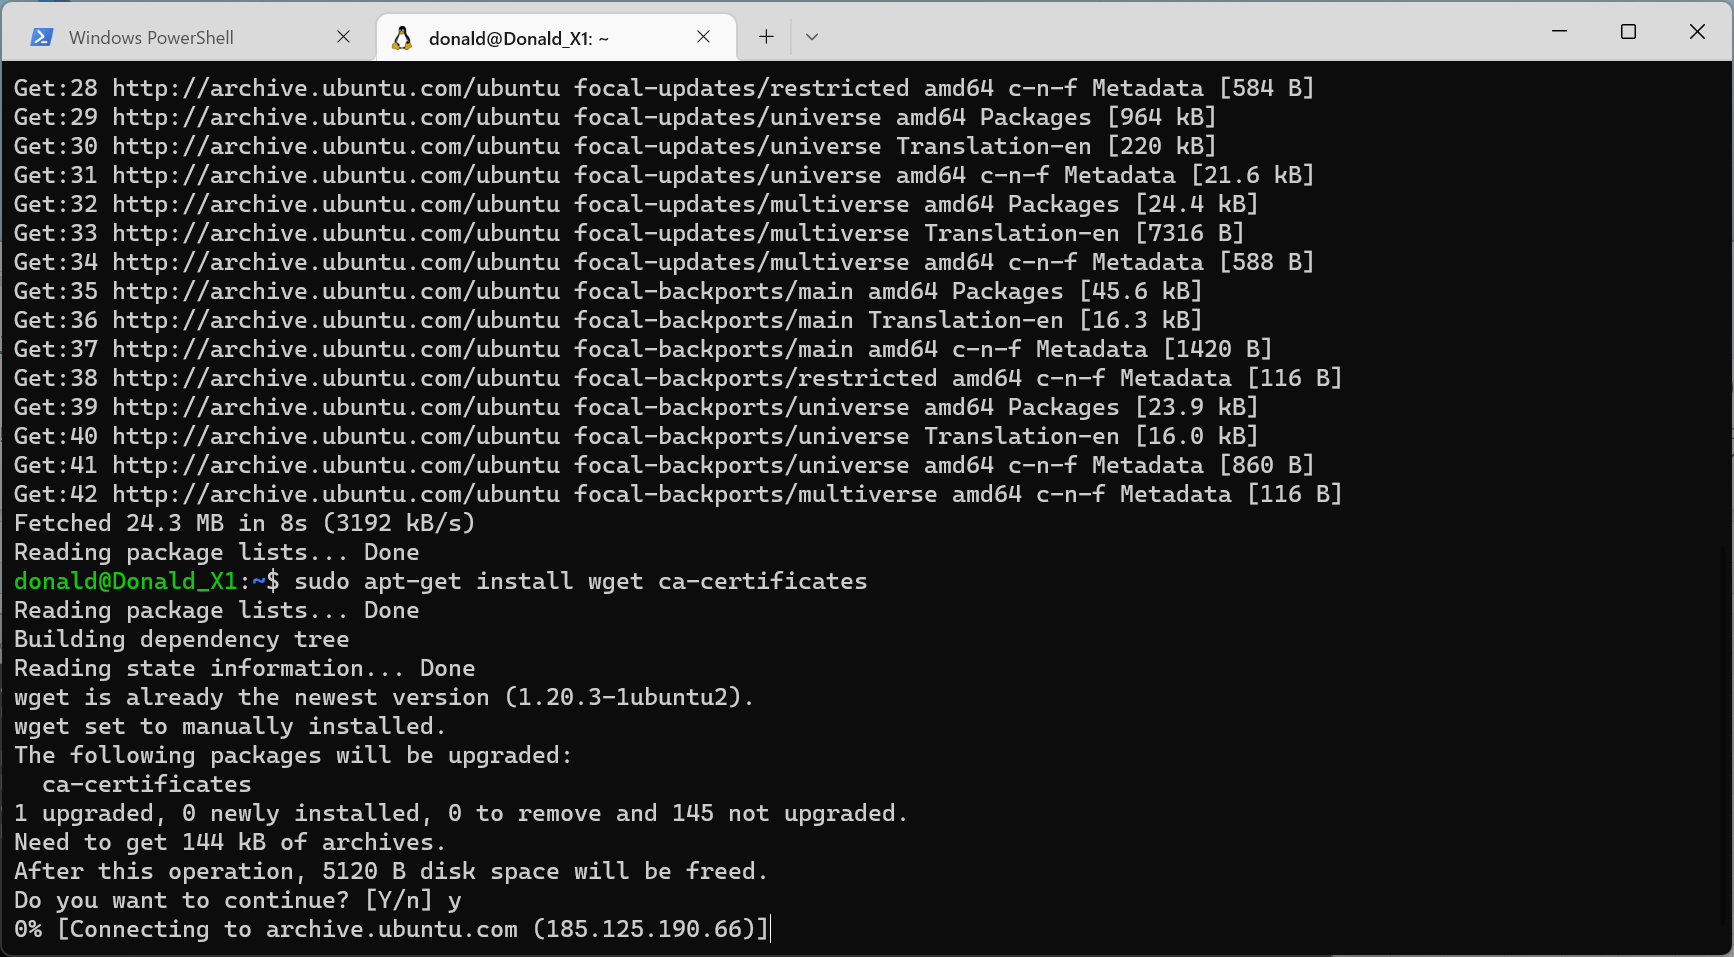 Windows PowerShell
donald@Donald_X1: ~
Get:28 http://archive.ubuntu.com/ubuntu focal-updates/restricted amd64 c-n-f Metadata [584 B]
Get:29 http://archive.ubuntu.com/ubuntu focal-updates/universe amd64 Packages [964 kB]
Get:30 http://archive.ubuntu.com/ubuntu focal-updates/universe Translation-en [220 kB]
Get:31 http://archive.ubuntu.com/ubuntu focal-updates/universe amd64 c-n-f Metadata [21.6 kB]
Get:32 http://archive.ubuntu.com/ubuntu focal-updates/multiverse amd64 Packages [24.4 kB]
Get:33 http://archive.ubuntu.com/ubuntu focal-updates/multiverse Translation-en [7316 B]
Get:34 http://archive.ubuntu.com/ubuntu focal-updates/multiverse amd64 c-n-f Metadata [588 B]
Get:35 http://archive.ubuntu.com/ubuntu focal-backports/main amd64 Packages [45.6 kB]
Get:36 http://archive.ubuntu.com/ubuntu focal-backports/main Translation-en [16.3 kB]
Get:37 http://archive.ubuntu.com/ubuntu focal-backports/main amd64 c-n-f Metadata [1420 B]
Get:38 http://archive.ubuntu.com/ubuntu focal-backports/restricted amd64 c-n-f Metadata [116 B]
Get:39 http://archive.ubuntu.com/ubuntu focal-backports/universe amd64 Packages [23.9 kB]
Get:40 http://archive.ubuntu.com/ubuntu focal-backports/universe Translation-en [16.0 kB]
Get:41 http://archive.ubuntu.com/ubuntu focal-backports/universe amd64 c-n-f Metadata [860 B]
Get:42 http://archive.ubuntu.com/ubuntu focal-backports/multiverse amd64 c-n-f Metadata [116 B]
Fetched 24.3 MB in 8s (3192 kB/s)
Reading package lists... Done
donald@Donald_X1:~$ sudo apt-get install wget ca-certificates
Reading package lists... Done
Building dependency tree
Reading state information... Done
wget is already the newest version (1.20.3-1ubuntu2).
wget set to manually installed.
The following packages will be upgraded:
  ca-certificates
1 upgraded, 0 newly installed, 0 to remove and 145 not upgraded.
Need to get 144 kB of archives.
After this operation, 5120 B disk space will be freed.
Do you want to continue? [Y/n] y
0% [Connecting to archive.ubuntu.com (185.125.190.66)]